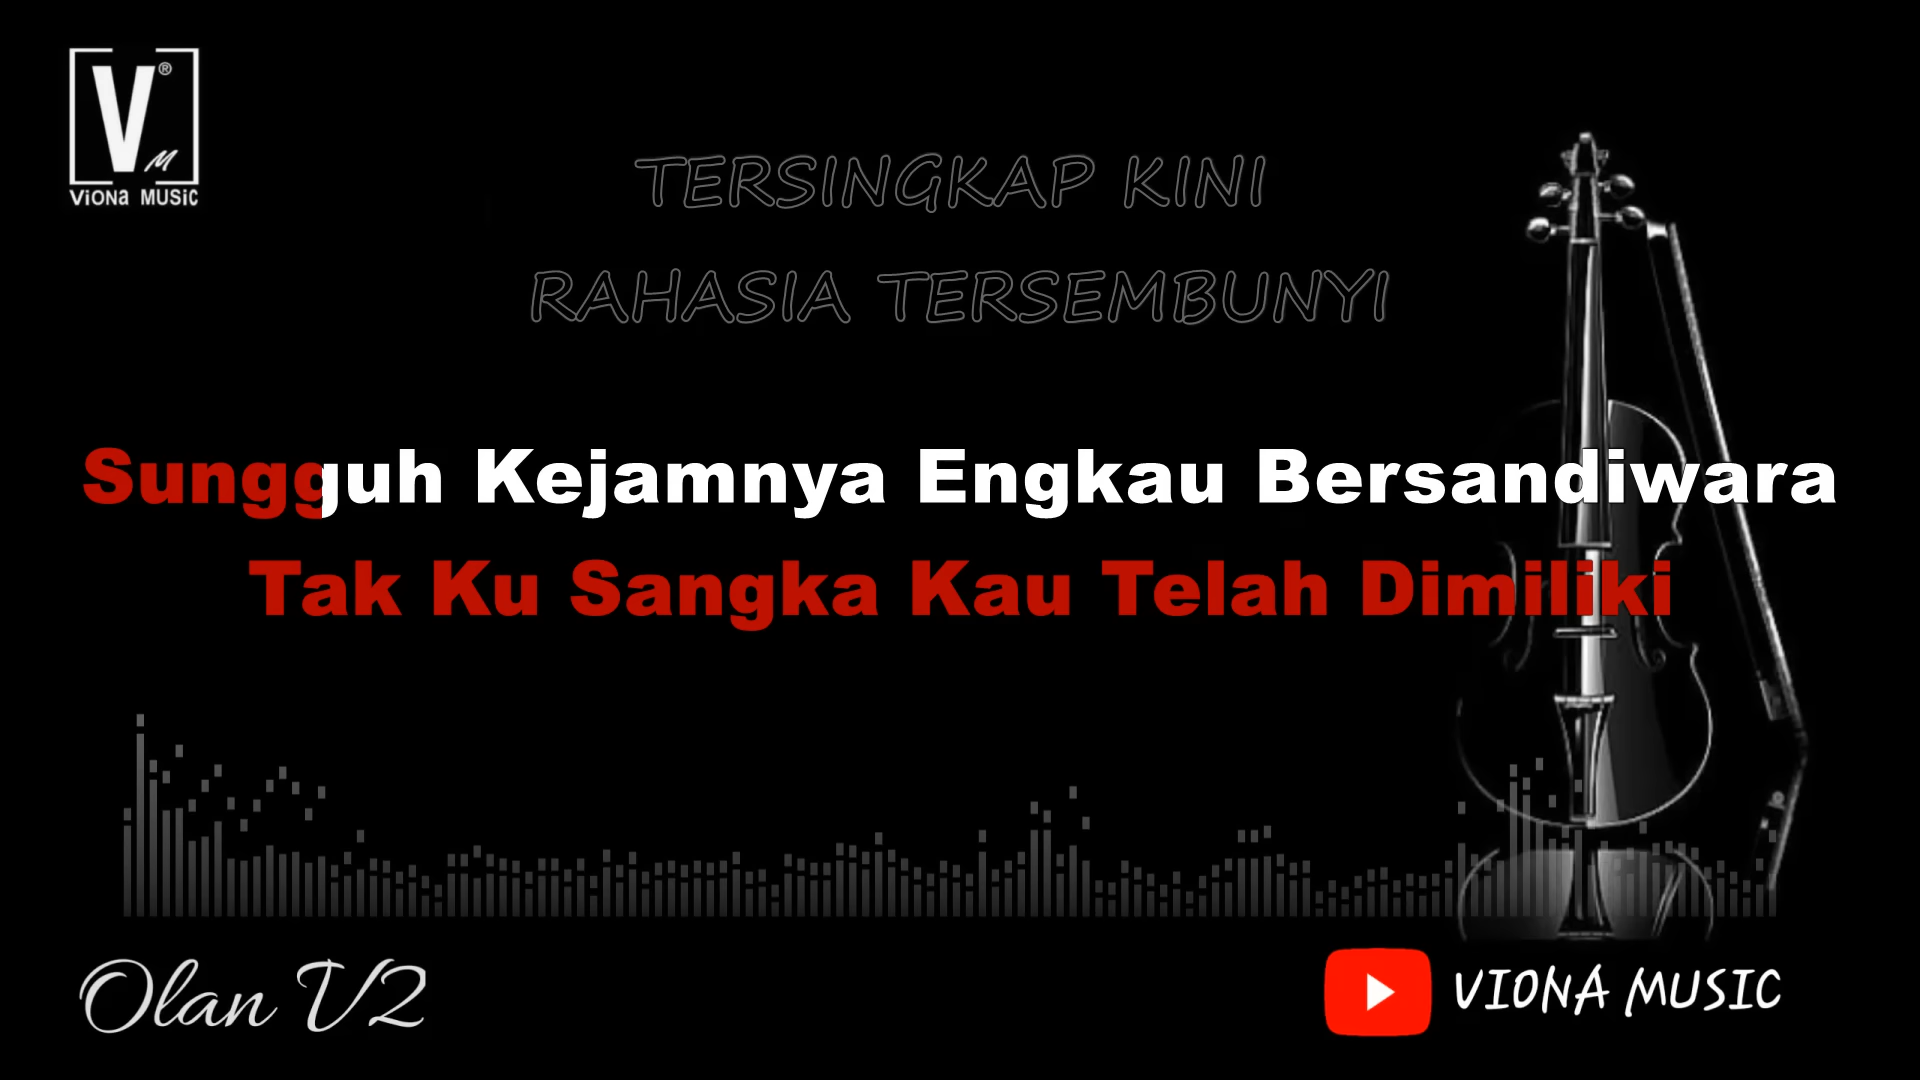 V®
M
ViONa MUSiC
TERSINGKAP KINI
RAHASIA TERSEMBUNYI
Sungguh Kejamnya Engkau Bersandiwara
Tak Ku Sangka Kau Telah Dimiliki
Olan V2
VIONA MUSIC